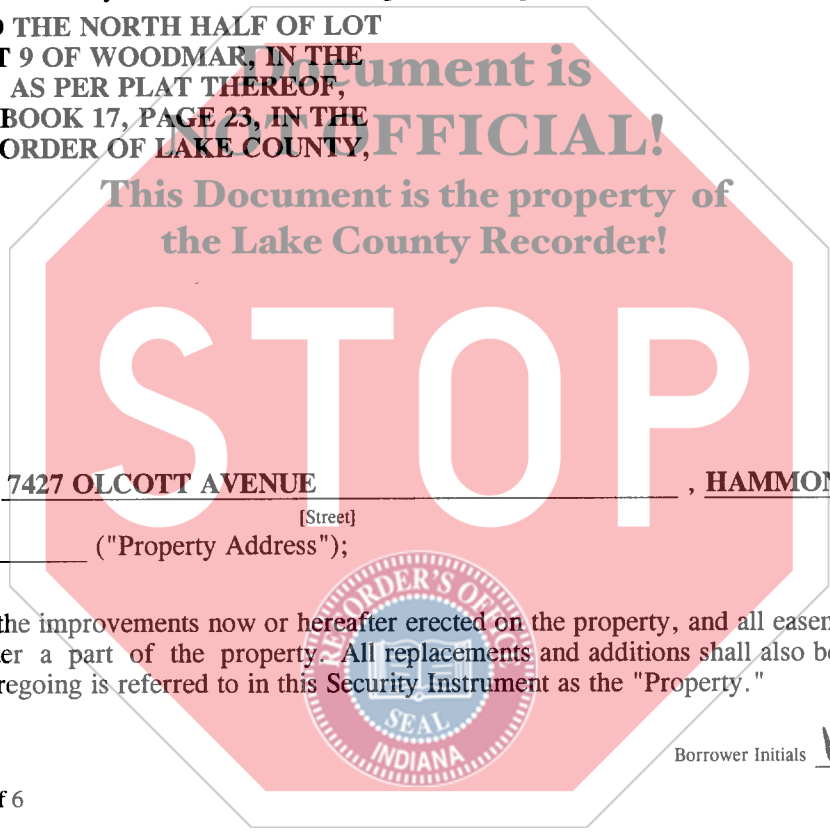 THE NORTH HALF OF LOT
9 OF WOODMAR, IN THE
AS PER PLAT THEREOF,
BOOK 17, PAGE 23, IN THE
ORDER OF LAKE COUNTY,
Document is
NOT OFFICIAL!
This Document is the property of
the Lake County Recorder!
STOP
7427 OLCOTT AVENUE , HAMMON
[Street]
("Property Address");
RECORDER'S OFFICE
the improvements now or hereafter erected on the property, and all easem
er a part of the property. All replacements and additions shall also be
regoing is referred to in this Security Instrument as the "Property."
SEAL
INDIANA
Borrower Initials
f 6